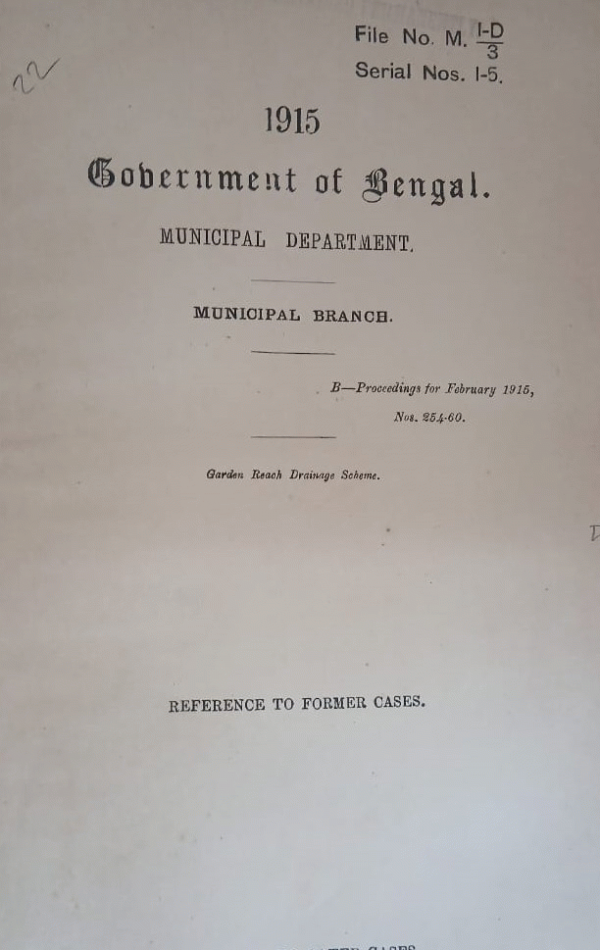 File No. M. I-D/3
Serial Nos. I-5.
22
1915
Government of Bengal.
MUNICIPAL DEPARTMENT.
MUNICIPAL BRANCH.
B—Proceedings for February 1915,
Nos. 254-60.
Garden Reach Drainage Scheme.
REFERENCE TO FORMER CASES.
CASES